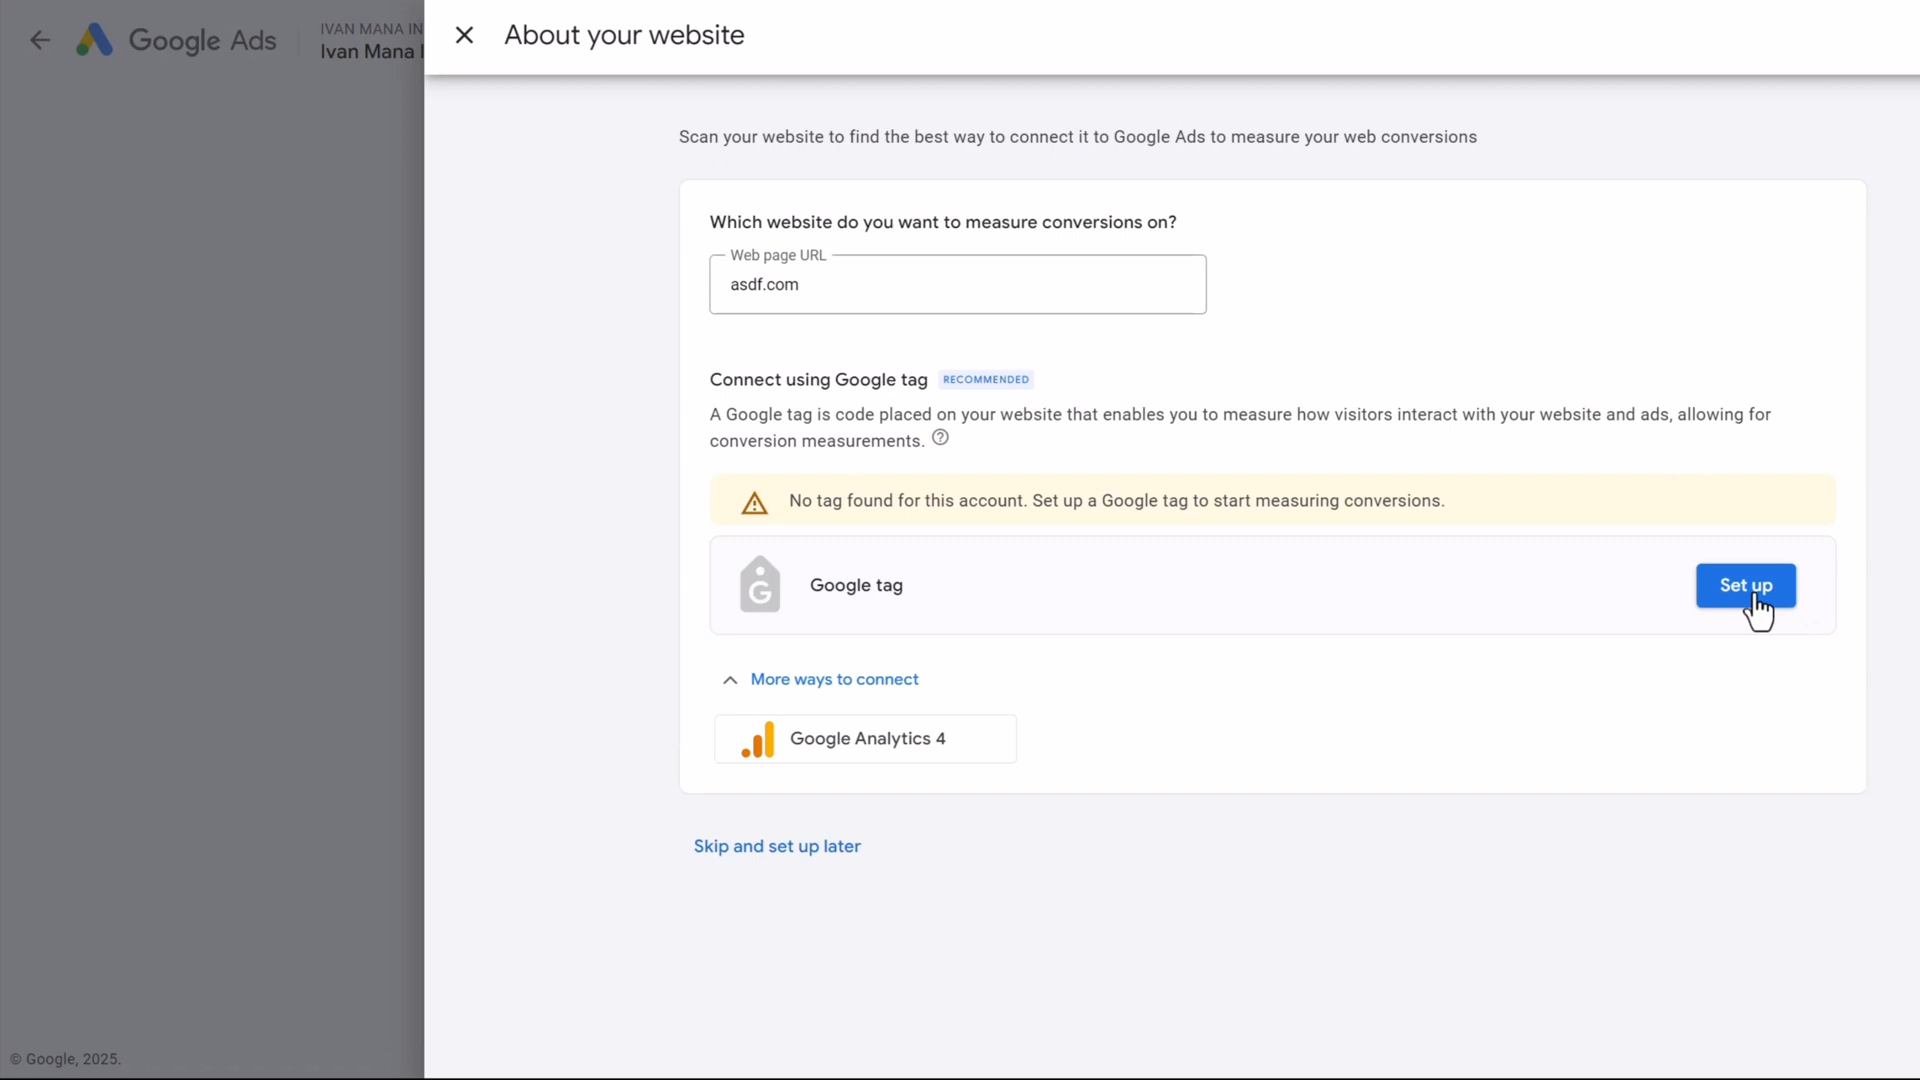 Google Ads
IVAN MANA IN
Ivan Mana I
About your website
Scan your website to find the best way to connect it to Google Ads to measure your web conversions
Which website do you want to measure conversions on?
Web page URL
asdf.com
Connect using Google tag RECOMMENDED
A Google tag is code placed on your website that enables you to measure how visitors interact with your website and ads, allowing for
conversion measurements.
No tag found for this account. Set up a Google tag to start measuring conversions.
G
Google tag
Set up
More ways to connect
Google Analytics 4
Skip and set up later
© Google, 2025.